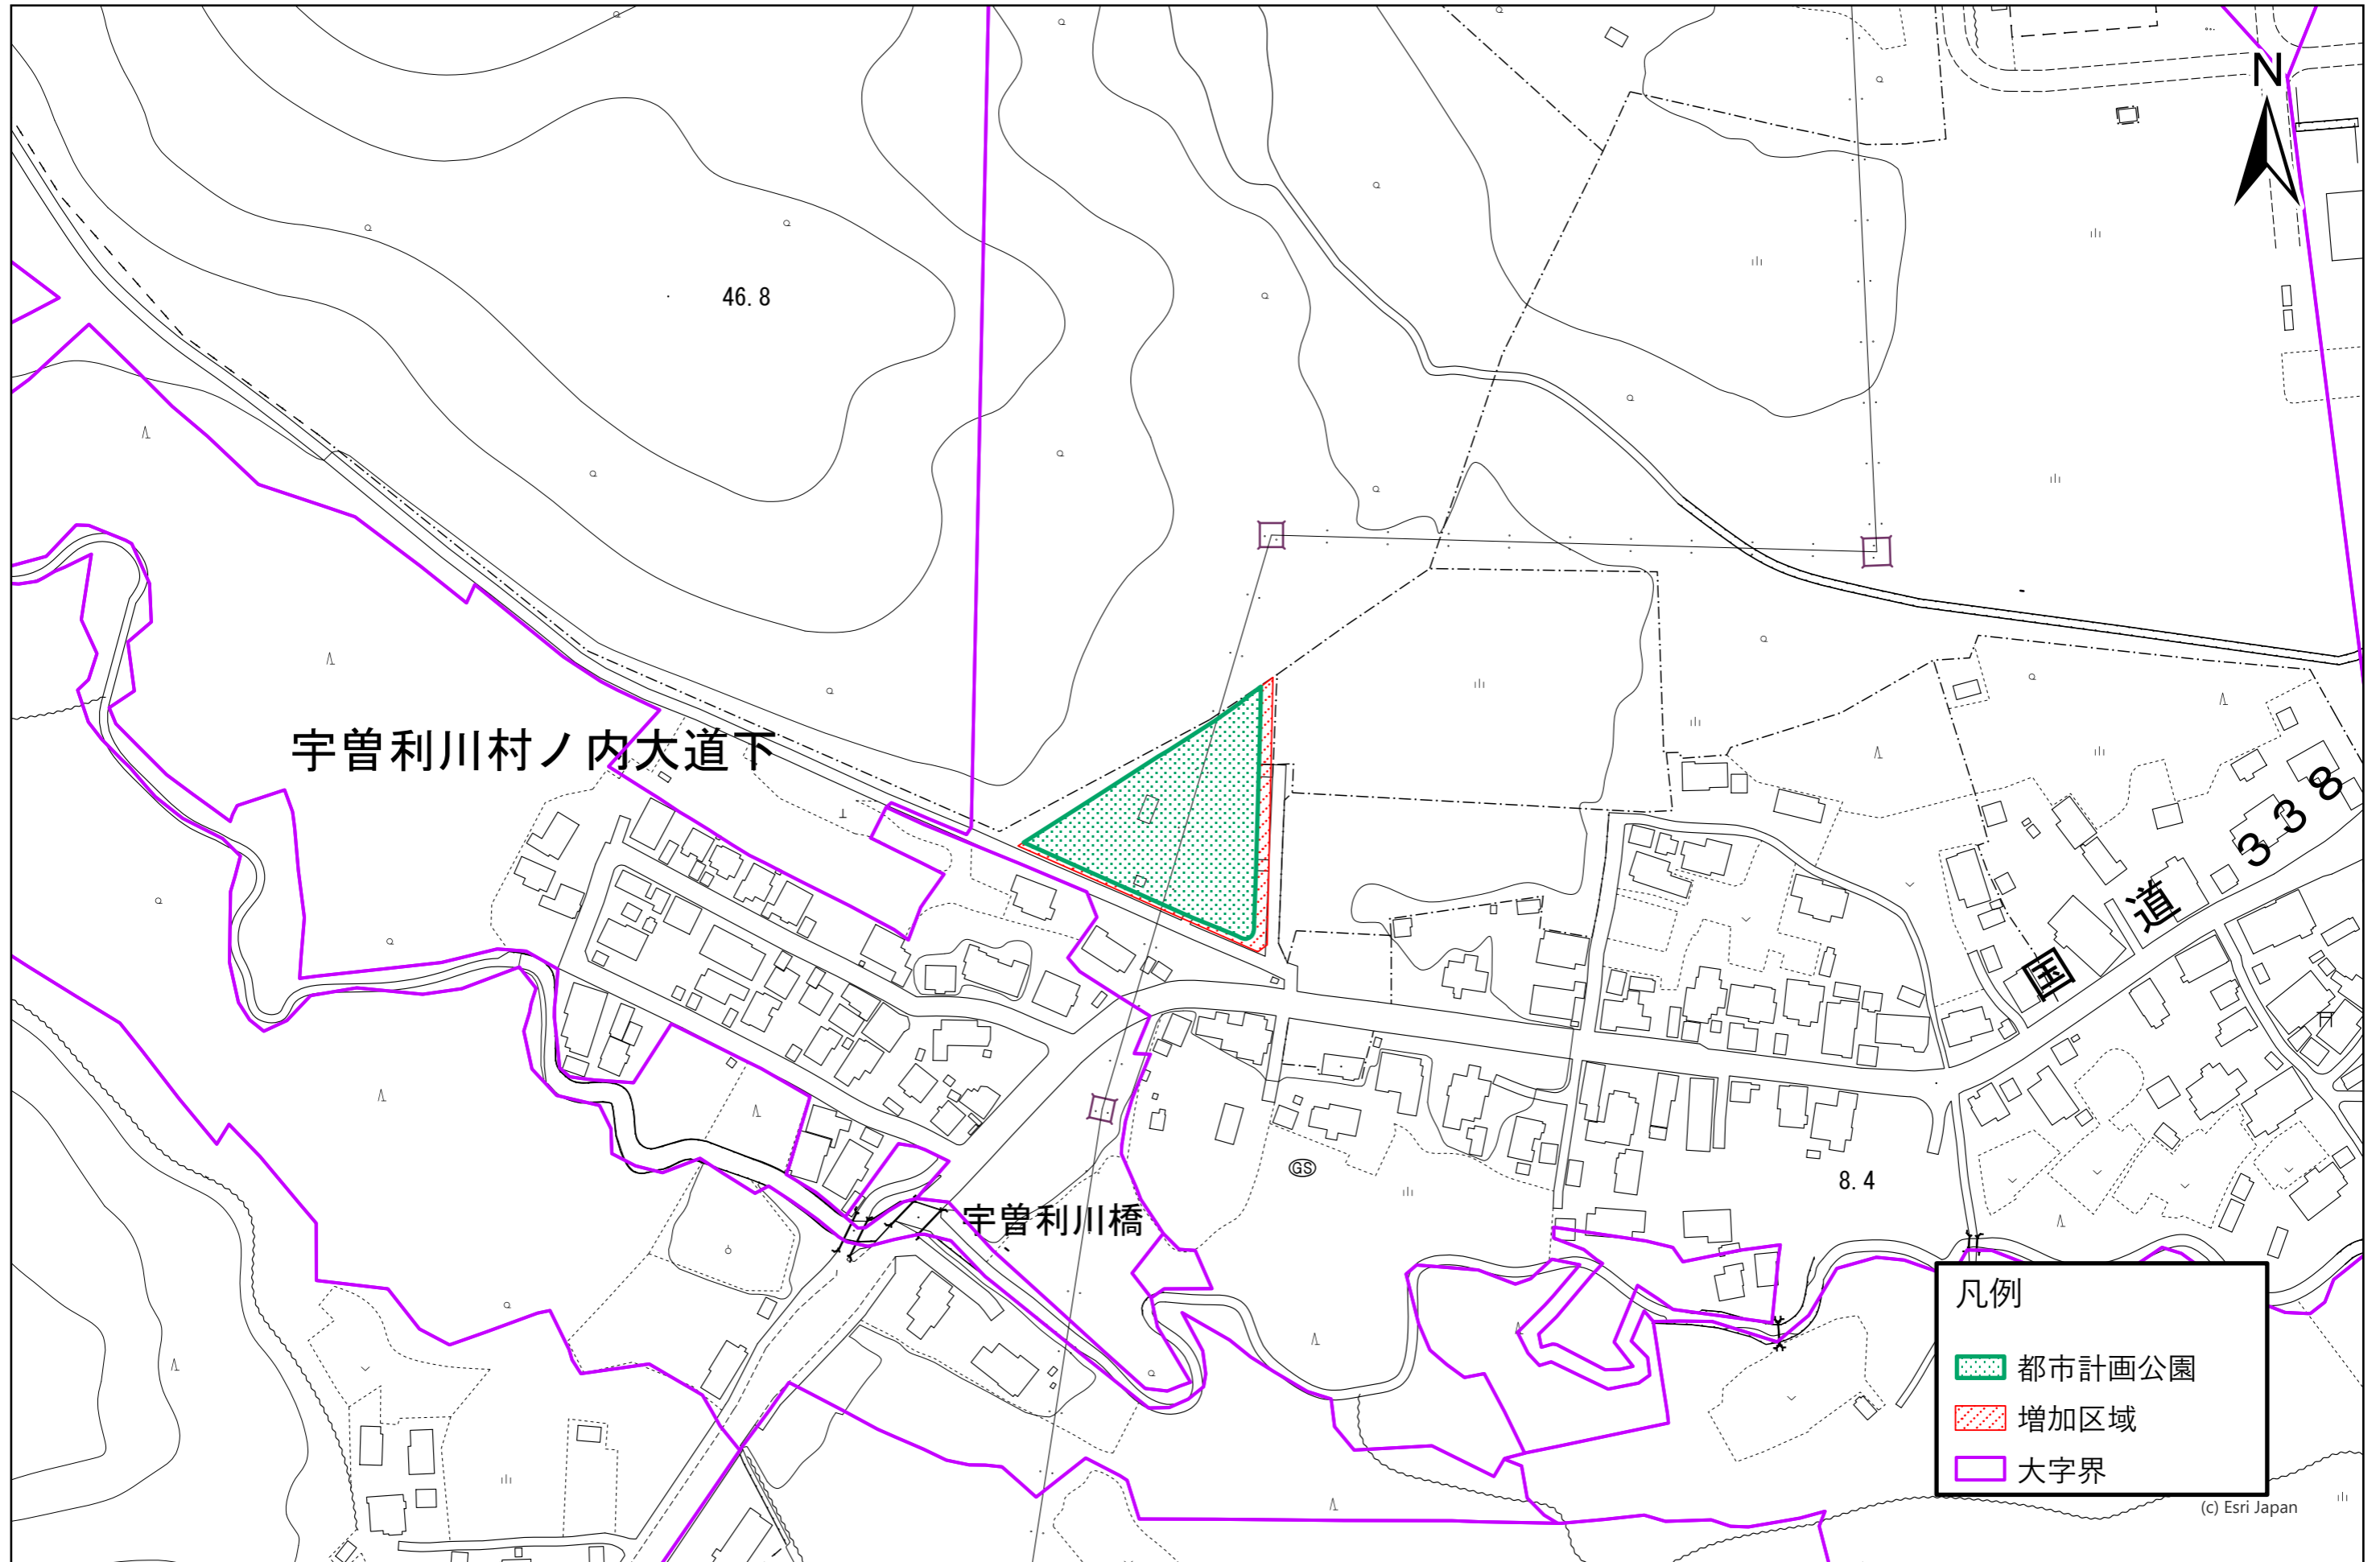 N
46.8
宇曽利川村ノ内大道下
国道338
GS
8.4
宇曽利川橋
凡例
都市計画公園
増加区域
大字界
(c) Esri Japan